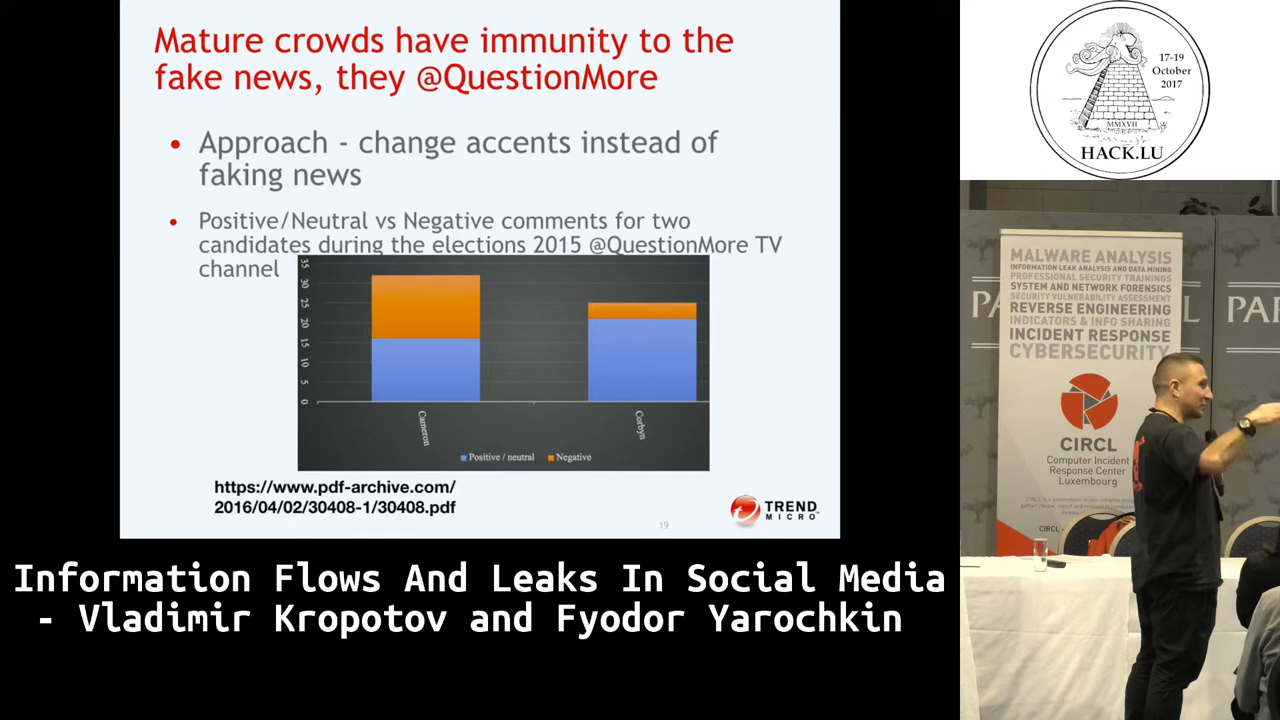 Mature crowds have immunity to the
fake news, they @QuestionMore
• Approach - change accents instead of
faking news
• Positive/Neutral vs Negative comments for two
candidates during the elections 2015 @QuestionMore TV
channel
35
30
25
20
15
10
5
0
Cameron
Corbyn
Positive / neutral
Negative
https://www.pdf-archive.com/
2016/04/02/30408-1/30408.pdf
19
TREND
MICRO
Information Flows And Leaks In Social Media
- Vladimir Kropotov and Fyodor Yarochkin
17-19
October
2017
MMXVII
HACK.LU
MALWARE ANALYSIS
INFORMATION LEAK ANALYSIS AND DATA MINING
PROFESSIONAL SECURITY TRAININGS
SYSTEM AND NETWORK FORENSICS
SECURITY VULNERABILITY ASSESSMENT
REVERSE ENGINEERING
INDICATORS & INFO SHARING
INCIDENT RESPONSE
CYBERSECURITY
CIRCL
Computer Incident
Response Center
Luxembourg
CIRCL